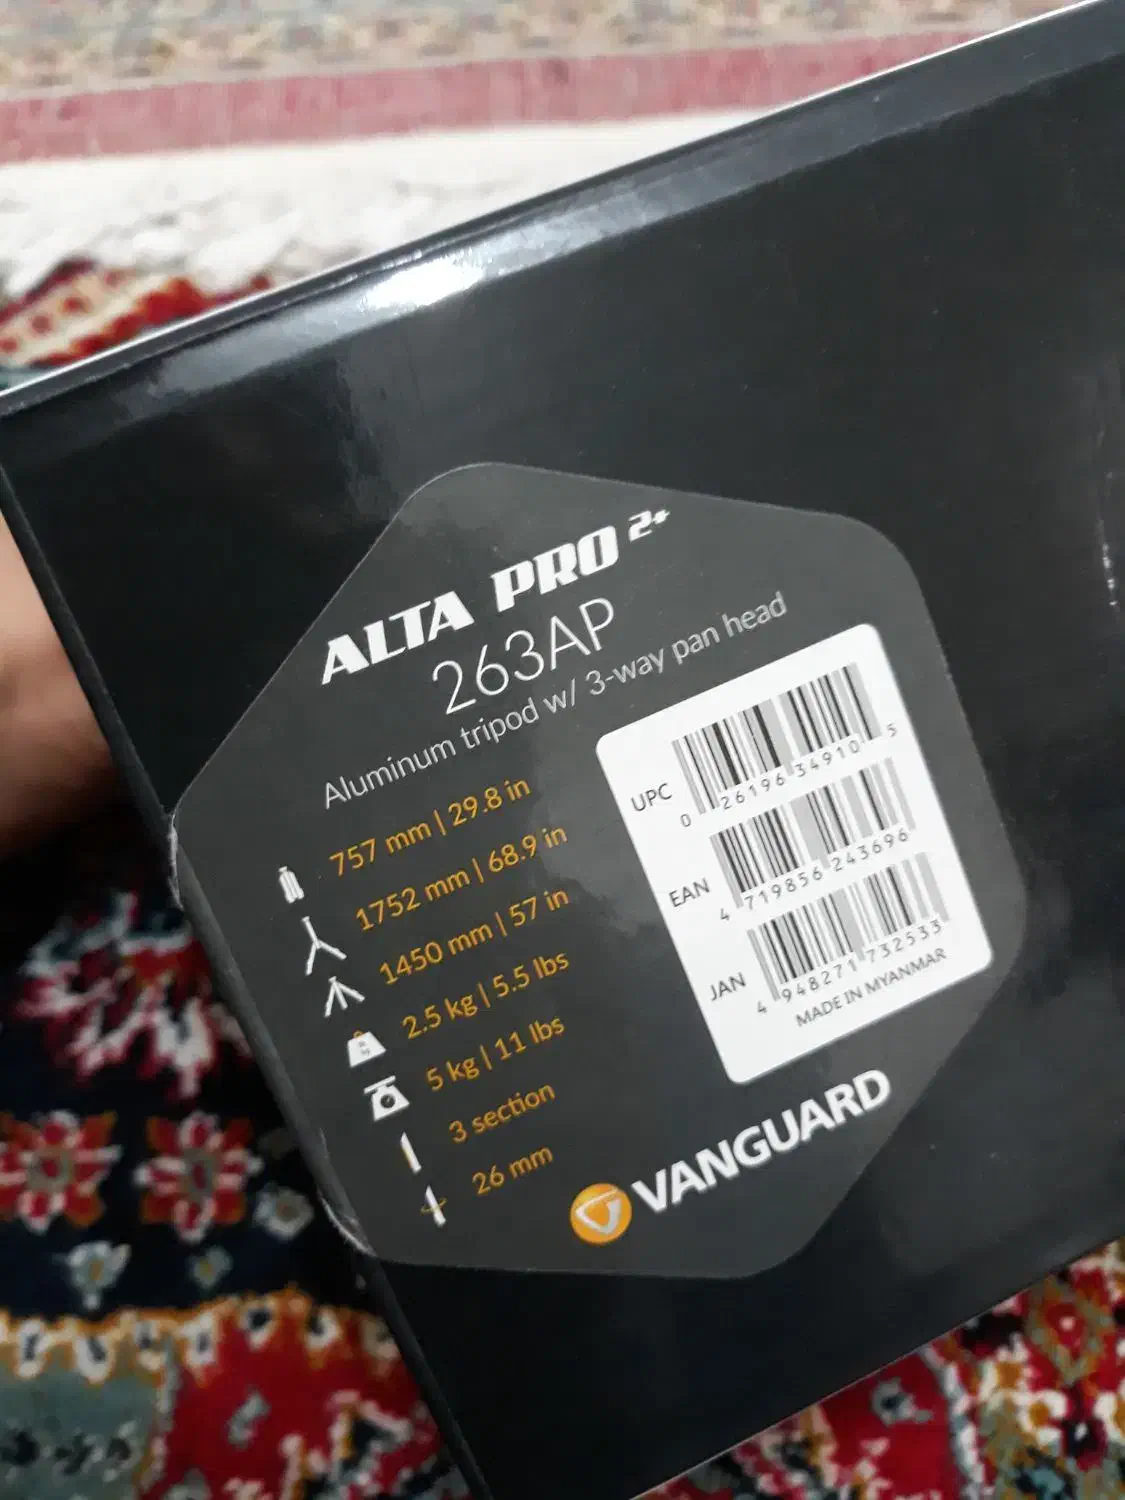 ALTA PRO 2+
263AP
Aluminum tripod w/ 3-way pan head
757 mm | 29.8 in
1752 mm | 68.9 in
1450 mm | 57 in
2.5 kg | 5.5 lbs
5 kg | 11 lbs
3 section
26 mm
UPC
0 26196 34910 5
EAN
4 719856 243696
JAN
4 948271 732533
MADE IN MYANMAR
VANGUARD